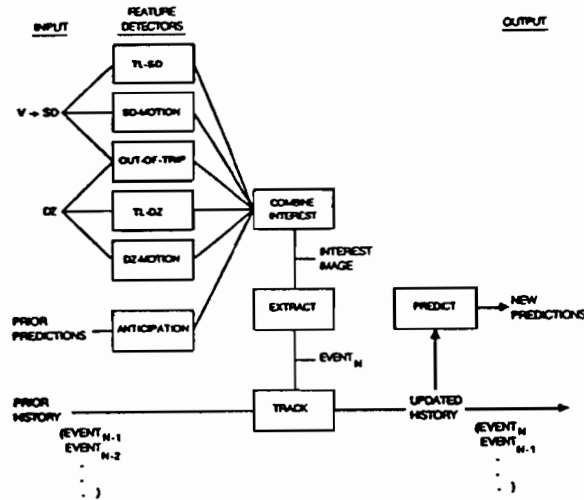 INPUT
FEATURE
DETECTORS
OUTPUT
TL-SD
V → SD
SD-MOTION
OUT-OF-TRIP
DZ
TL-DZ
COMBINE
INTEREST
DZ-MOTION
INTEREST
IMAGE
PRIOR
PREDICTIONS
ANTICIPATION
EXTRACT
PREDICT
NEW
PREDICTIONS
EVENT N
PRIOR
HISTORY
TRACK
UPDATED
HISTORY
(EVENT N-1
EVENT N-2
.
.
. )
(EVENT N
EVENT N-1
.
.
. )